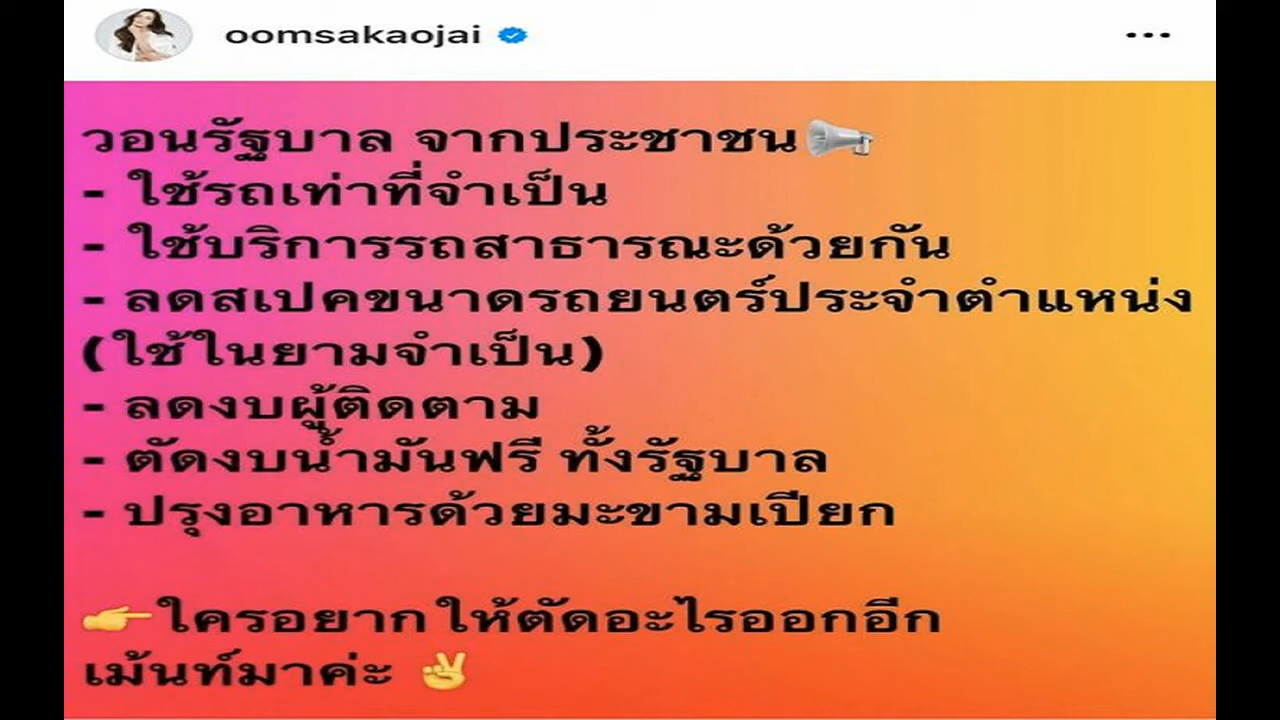 oomsakaojai
วอนรัฐบาล จากประชาชน📢
- ใช้รถเท่าที่จำเป็น
- ใช้บริการรถสาธารณะด้วยกัน
- ลดสเปคขนาดรถยนตร์ประจำตำแหน่ง
(ใช้ในยามจำเป็น)
- ลดงบผู้ติดตาม
- ตัดงบน้ำมันฟรี ทั้งรัฐบาล
- ปรุงอาหารด้วยมะขามเปียก
👉ใครอยากให้ตัดอะไรออกอีก
เม้นท์มาค่ะ ✌️